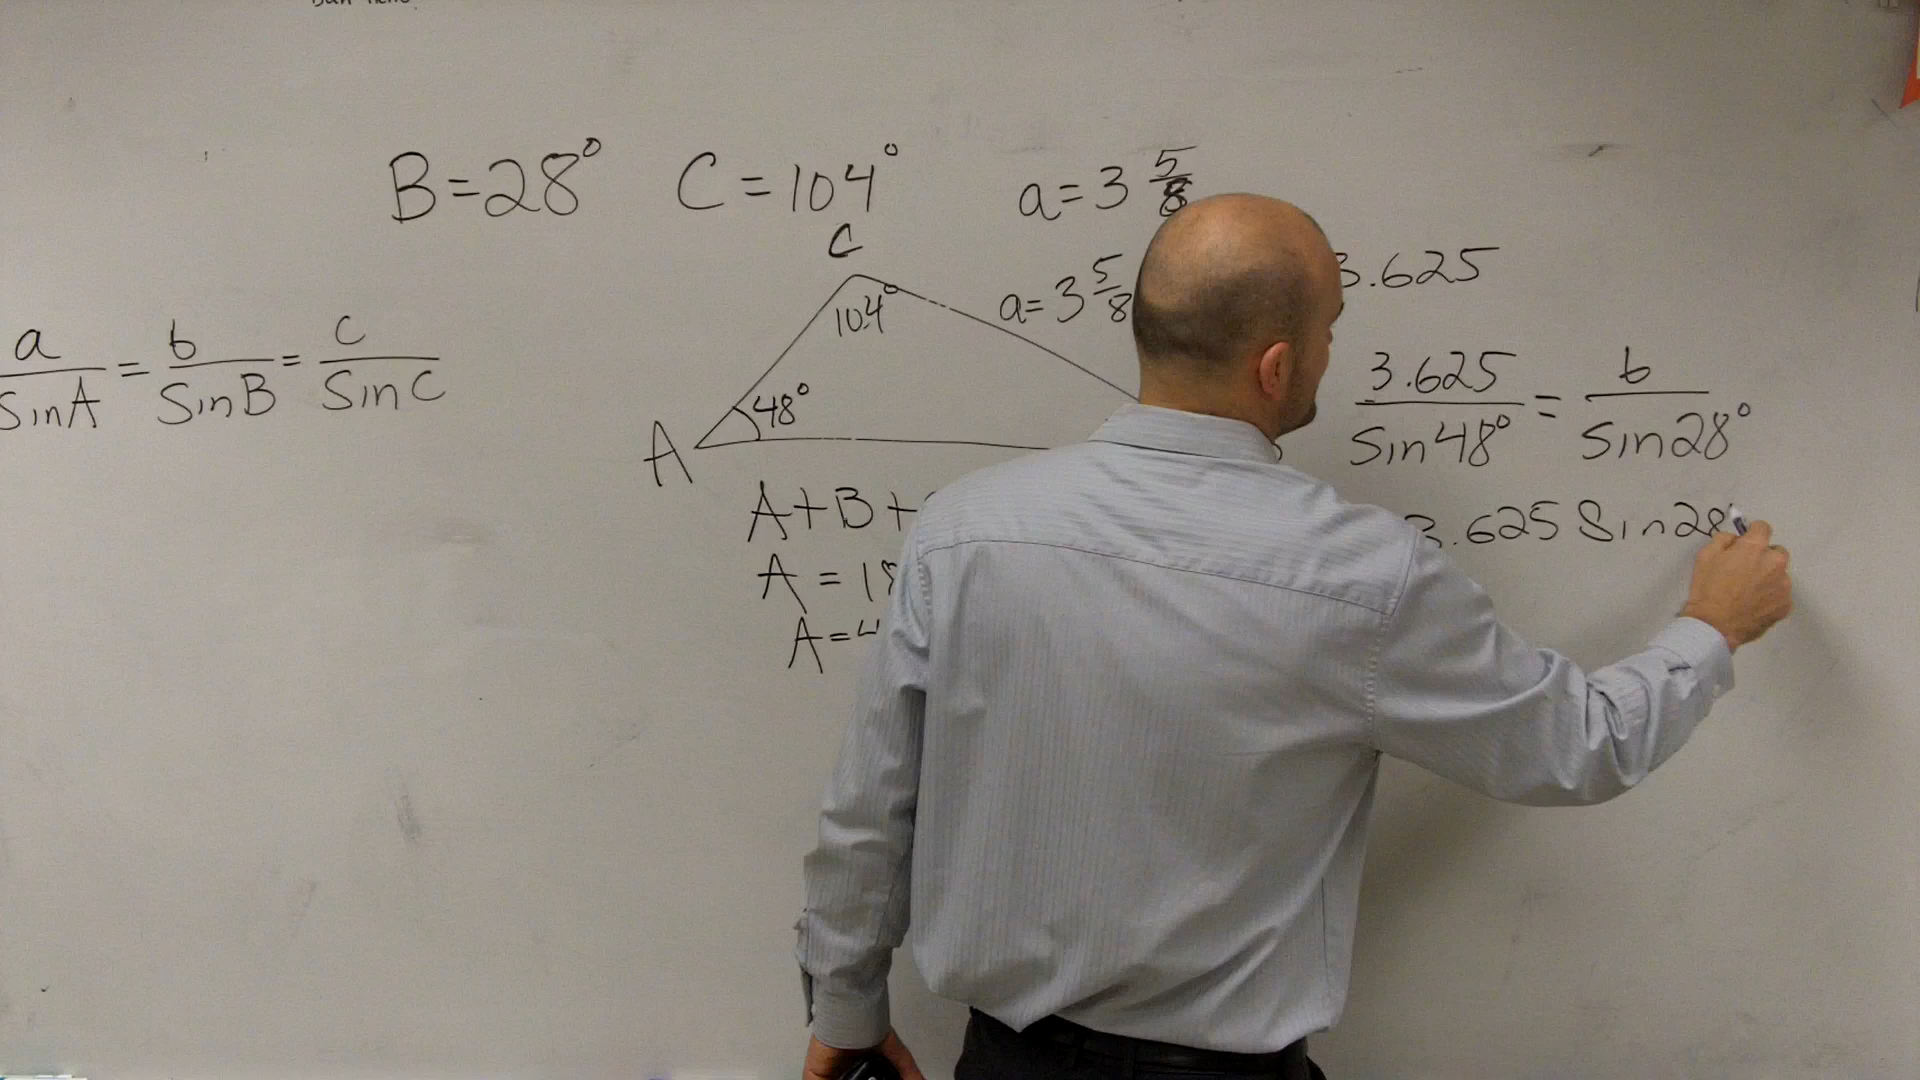 B=28° C=104° a=3 5/8
C
a=3 5/8 3.625
104°
a/SinA = b/SinB = c/SinC
3.625/Sin48° = b/Sin28°
48°
A
A+B+
3.625 Sin28
A = 18
A=4